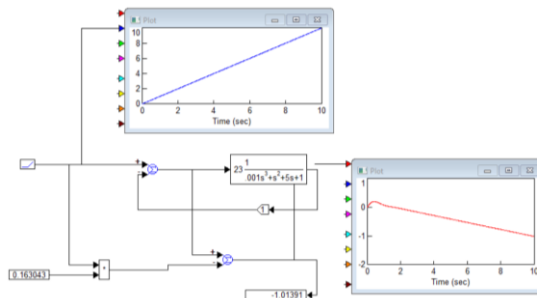 Plot
10
8
6
4
2
0
0 2 4 6 8 10
Time (sec)
+
-
23 1
.001s³+s²+5s+1
1
0.163043
*
+
-
-1.01391
Plot
1
0
-1
-2
0 2 4 6 8 10
Time (sec)